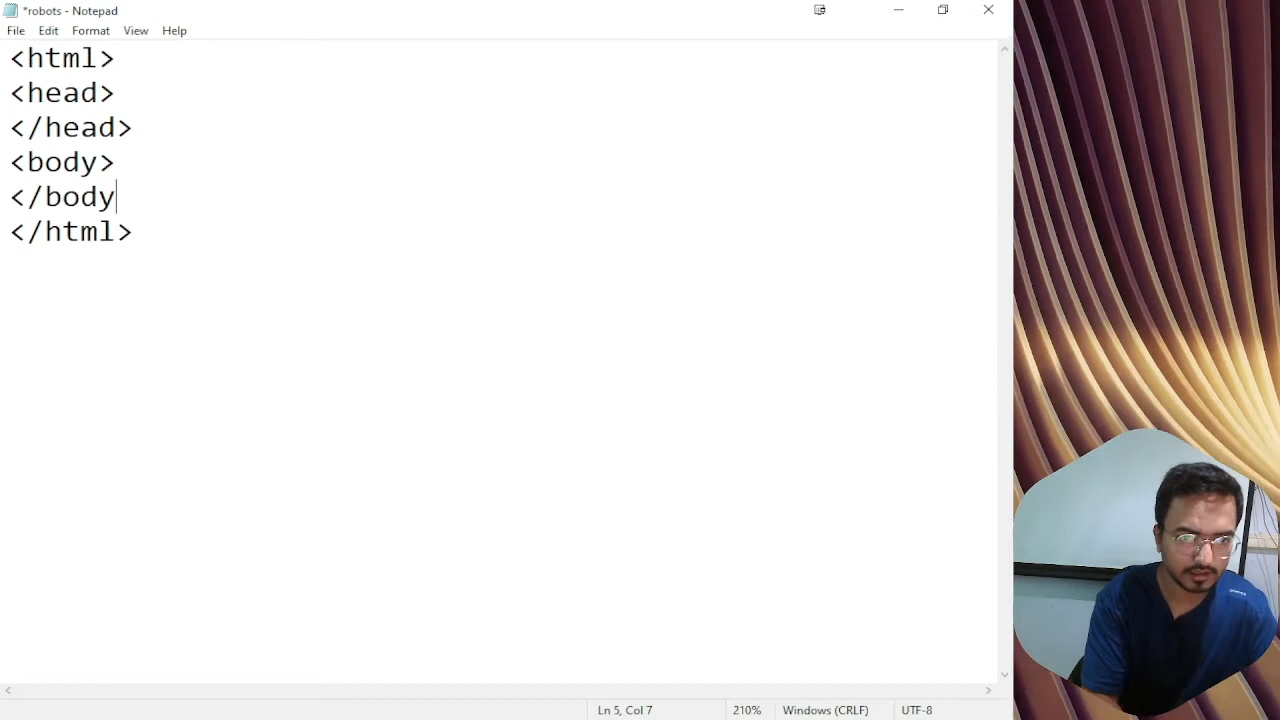 *robots - Notepad
File Edit Format View Help
<html>
<head>
</head>
<body>
</body
</html>
Ln 5, Col 7 210% Windows (CRLF) UTF-8